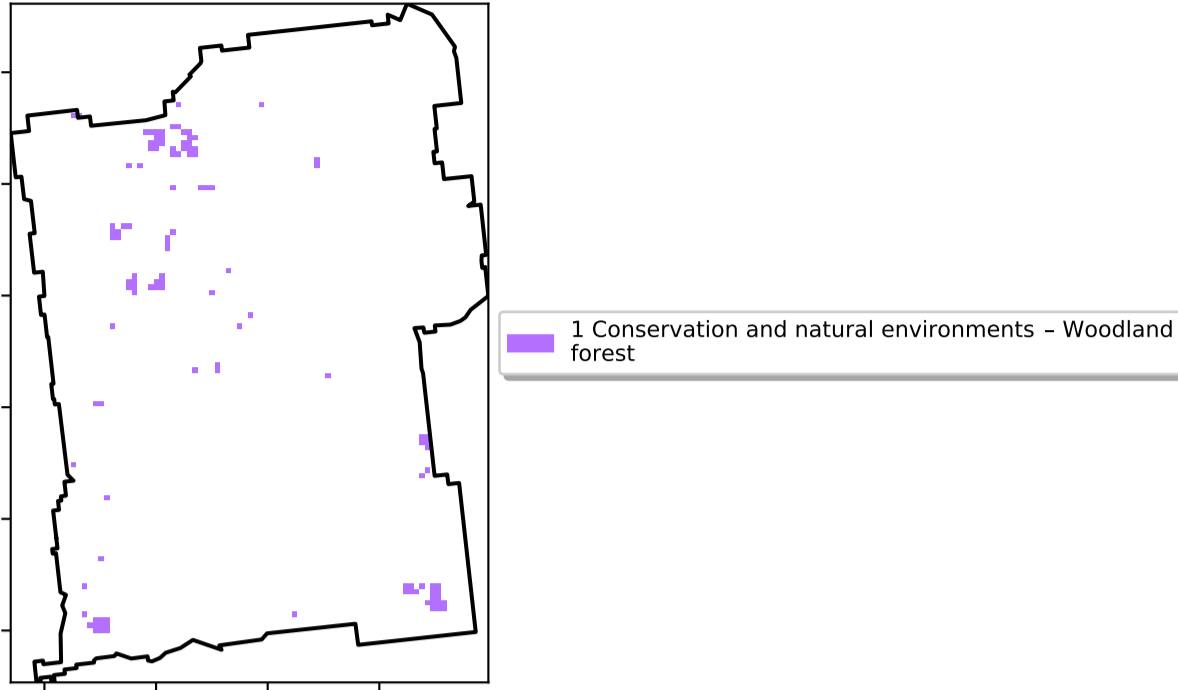 1 Conservation and natural environments – Woodland
forest